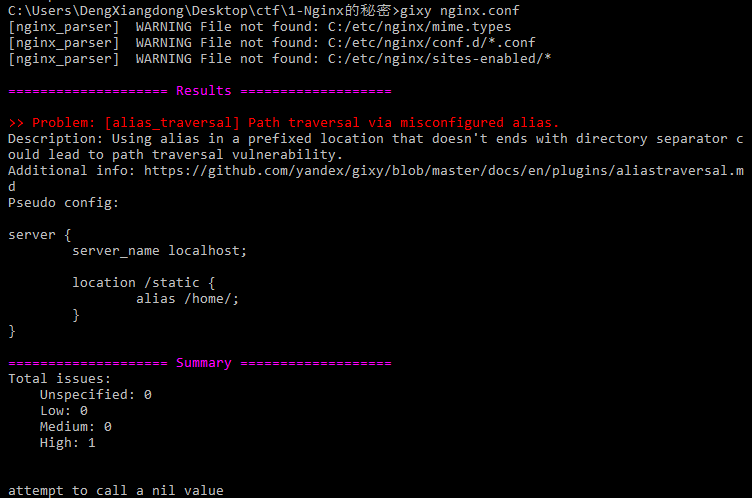 C:\Users\DengXiangdong\Desktop\ctf\1-Nginx的秘密>gixy nginx.conf
[nginx_parser]  WARNING File not found: C:/etc/nginx/mime.types
[nginx_parser]  WARNING File not found: C:/etc/nginx/conf.d/*.conf
[nginx_parser]  WARNING File not found: C:/etc/nginx/sites-enabled/*
==================== Results ===================
>> Problem: [alias_traversal] Path traversal via misconfigured alias.
Description: Using alias in a prefixed location that doesn't ends with directory separator c
ould lead to path traversal vulnerability.
Additional info: https://github.com/yandex/gixy/blob/master/docs/en/plugins/aliastraversal.m
d
Pseudo config:
server {
        server_name localhost;
        location /static {
                alias /home/;
        }
}
==================== Summary ===================
Total issues:
    Unspecified: 0
    Low: 0
    Medium: 0
    High: 1
attempt to call a nil value